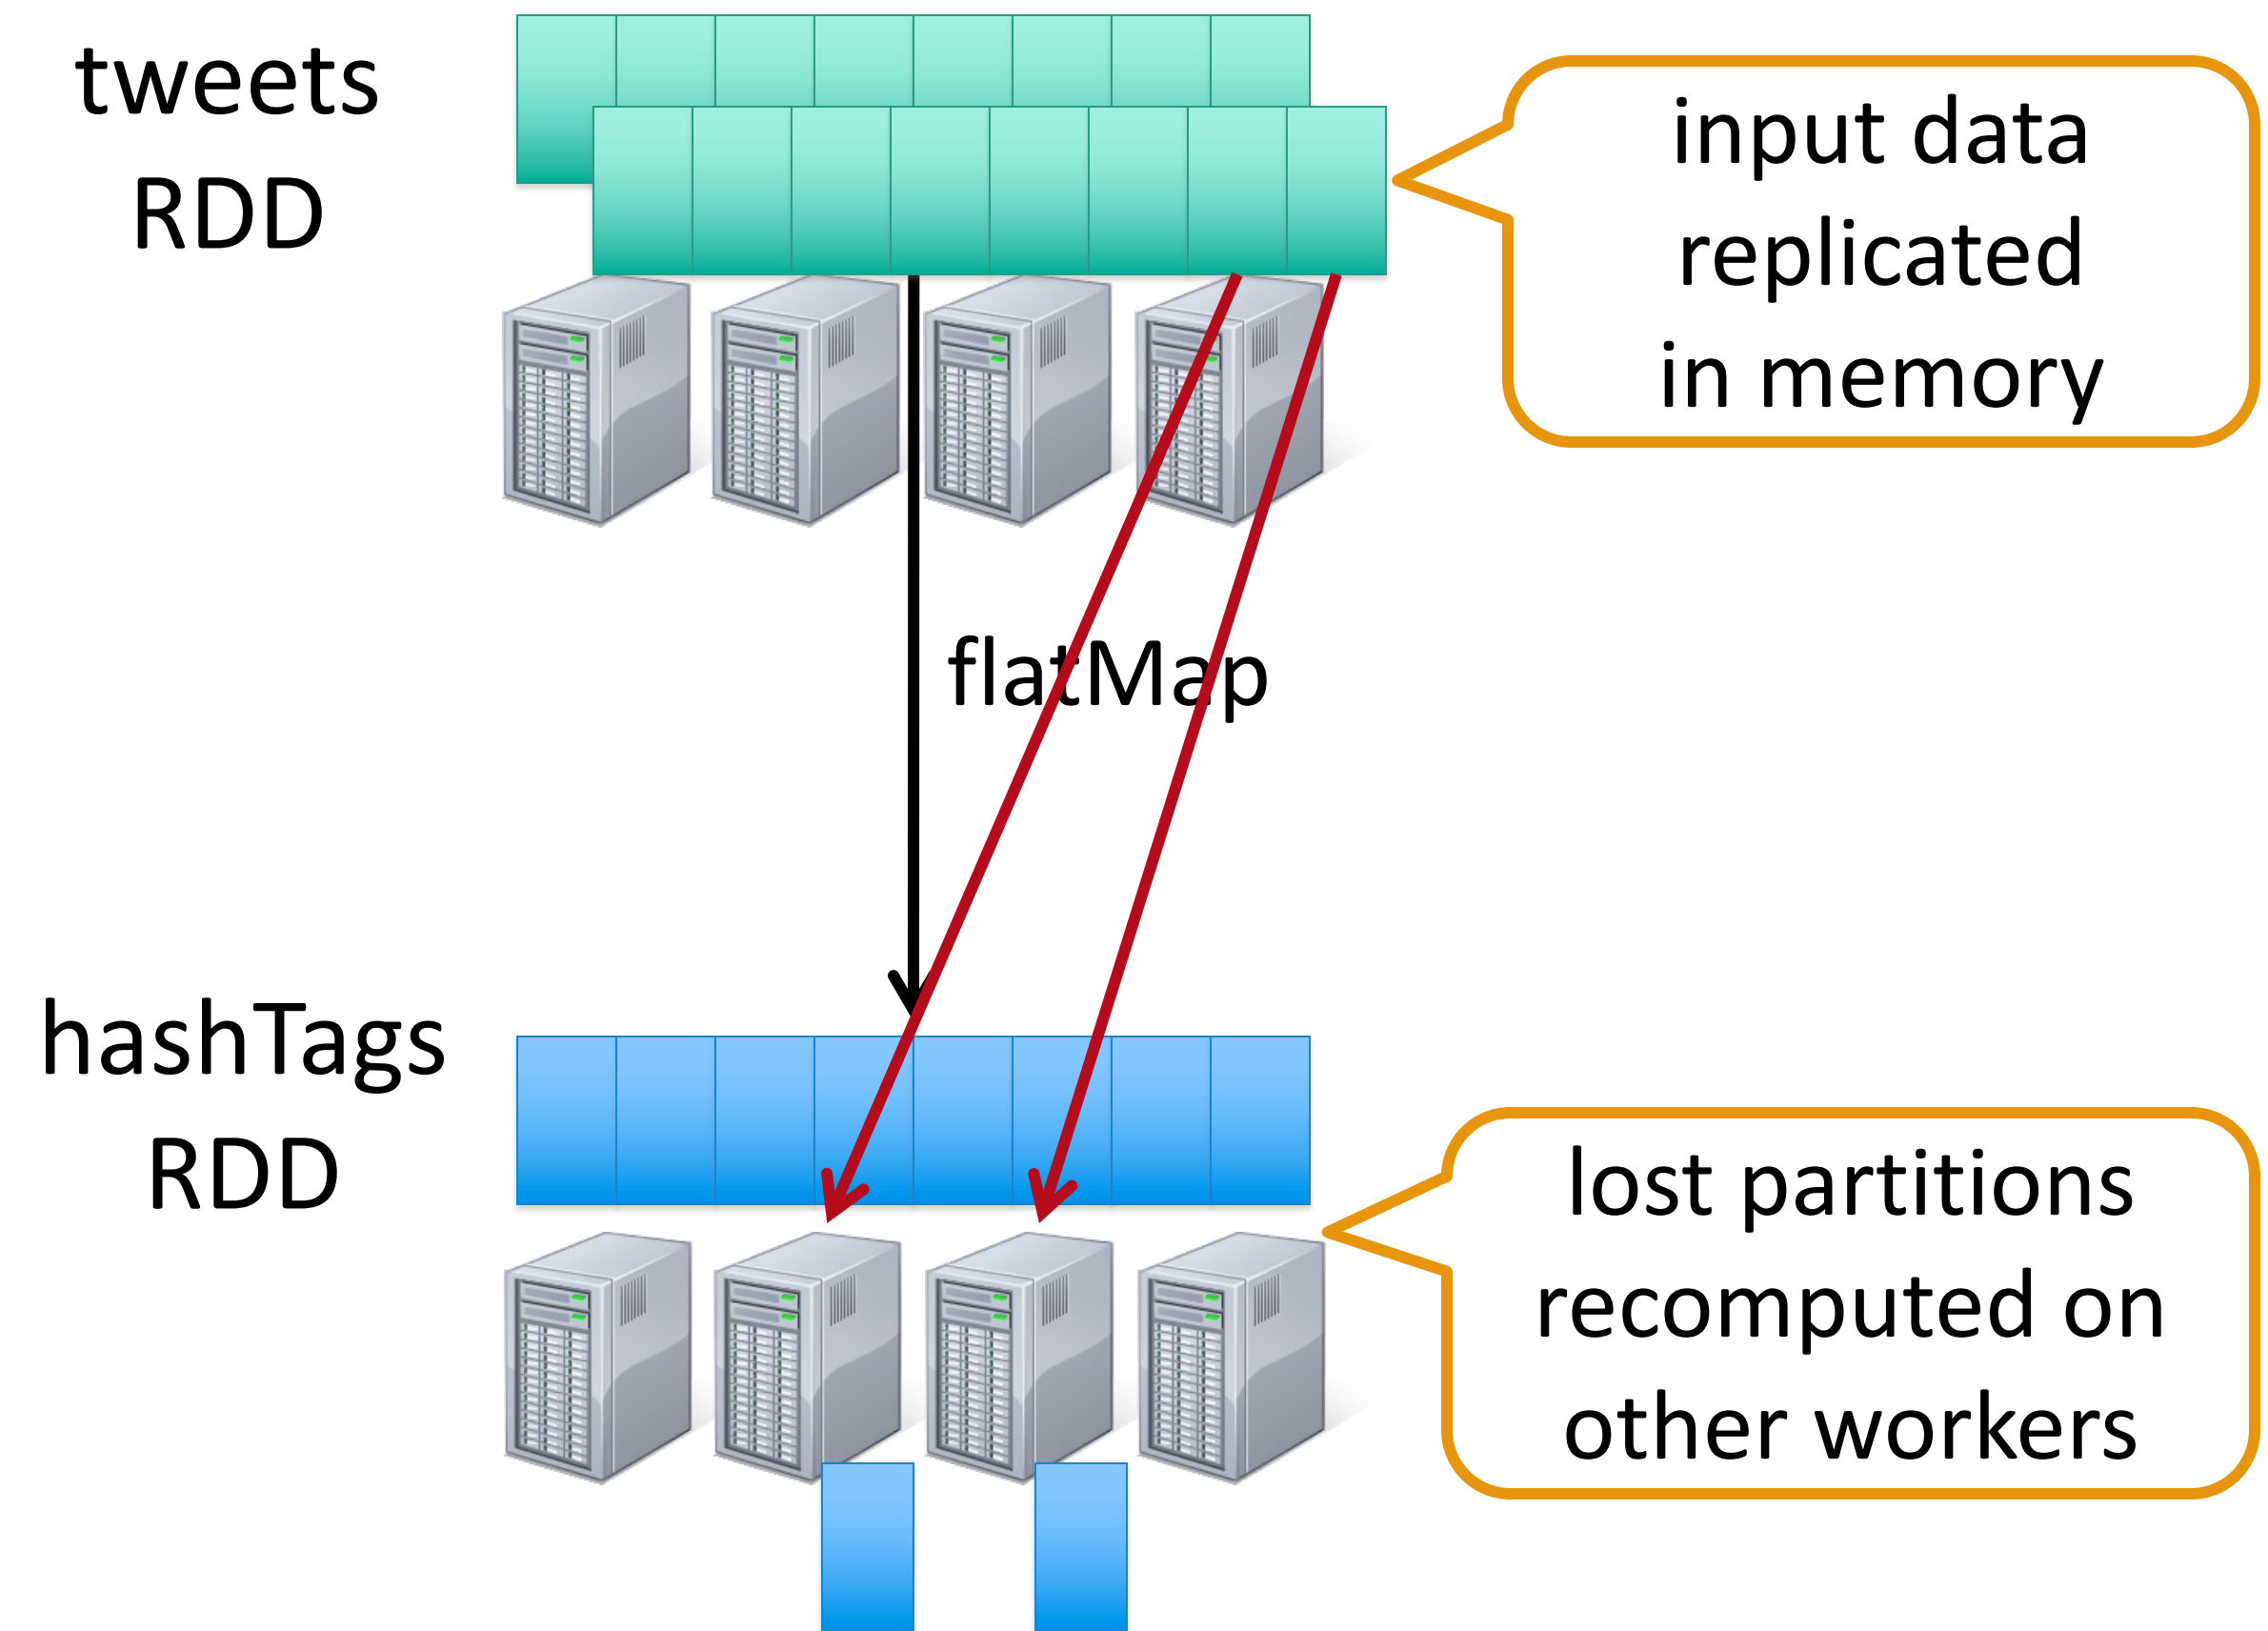 tweets
RDD
input data
replicated
in memory
flatMap
hashTags
RDD
lost partitions
recomputed on
other workers